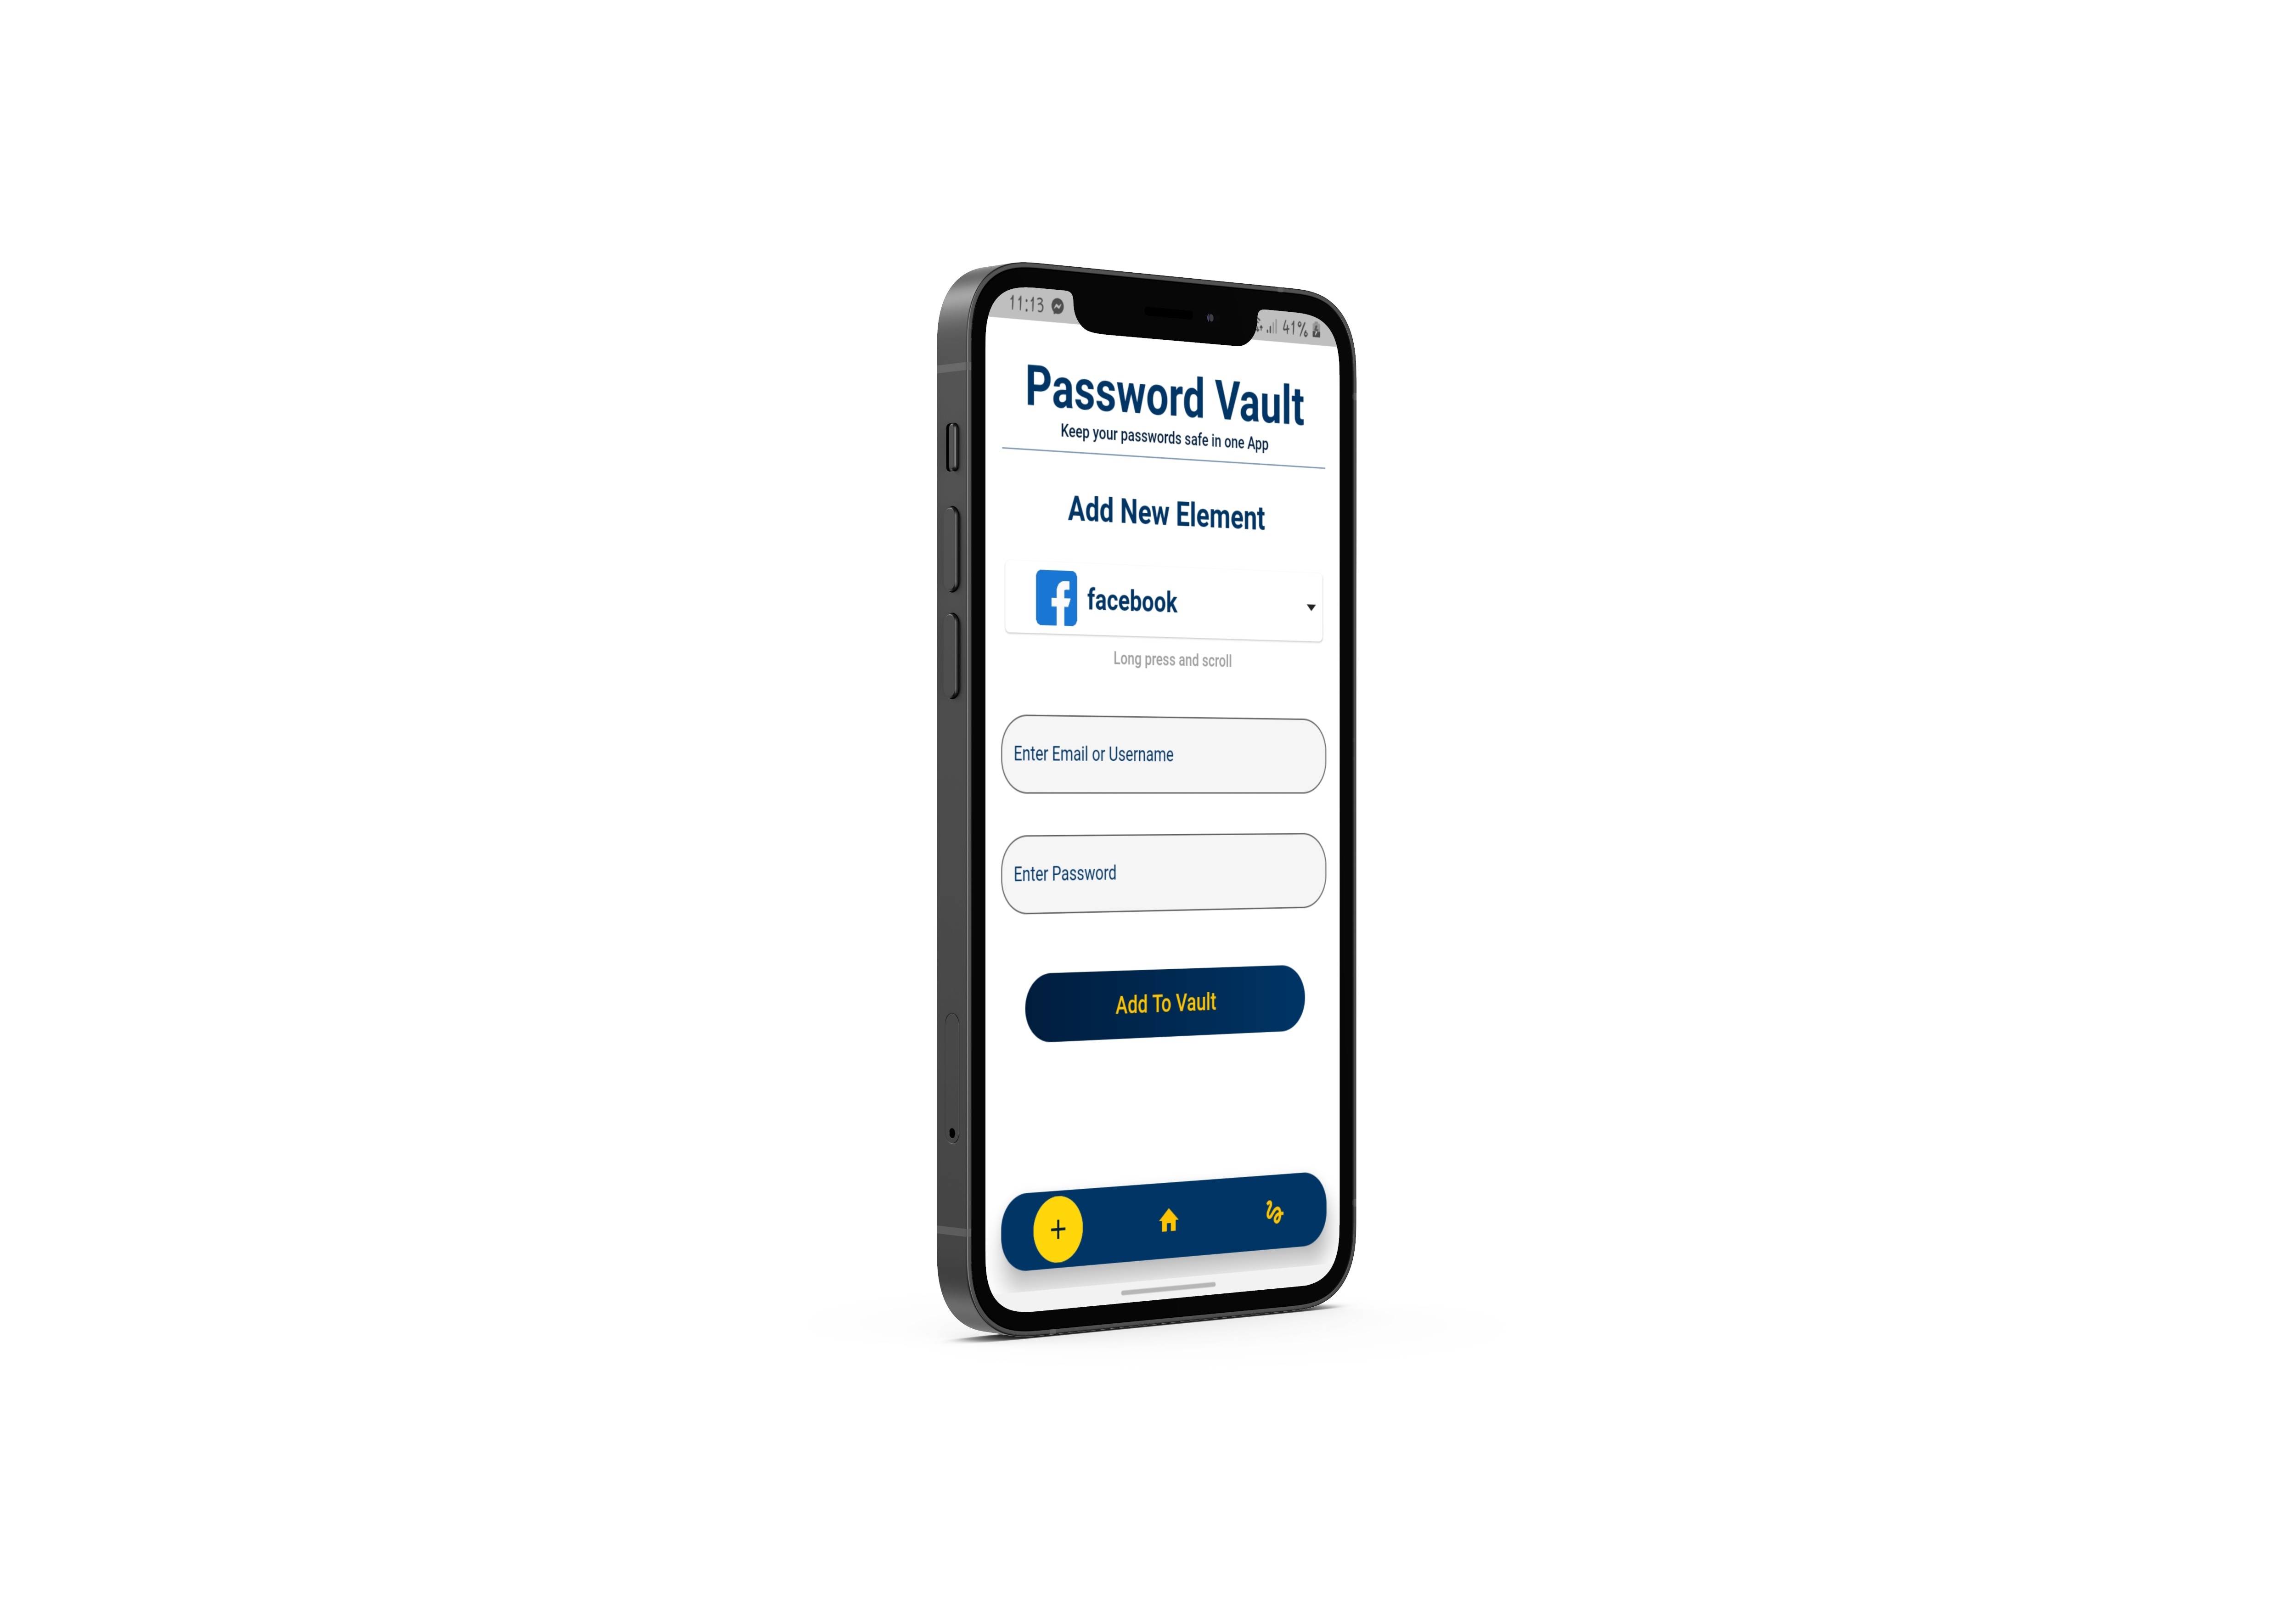 11:13
41%
Password Vault
Keep your passwords safe in one App
Add New Element
facebook
Long press and scroll
Enter Email or Username
Enter Password
Add To Vault